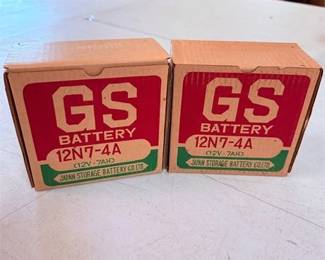 GS
BATTERY
12N7-4A
(12V-7AH)
JAPAN STORAGE BATTERY CO., LTD.
GS
BATTERY
12N7-4A
(12V-7AH)
JAPAN STORAGE BATTERY CO., LTD.